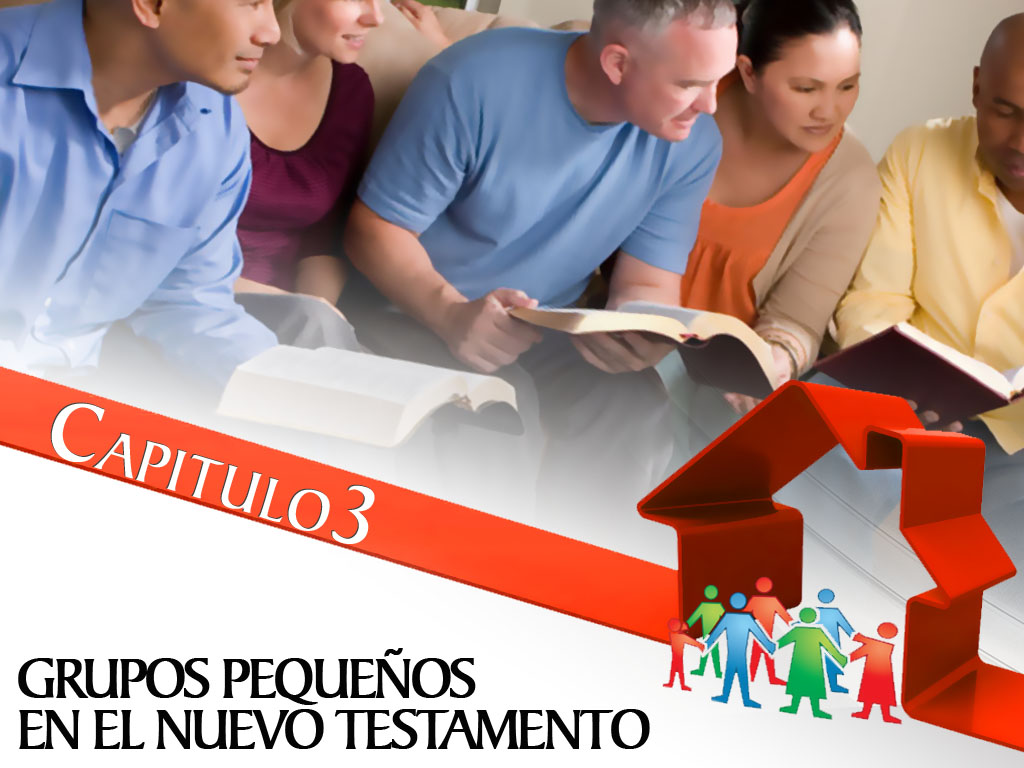 CAPITULO 3
GRUPOS PEQUEÑOS
EN EL NUEVO TESTAMENTO